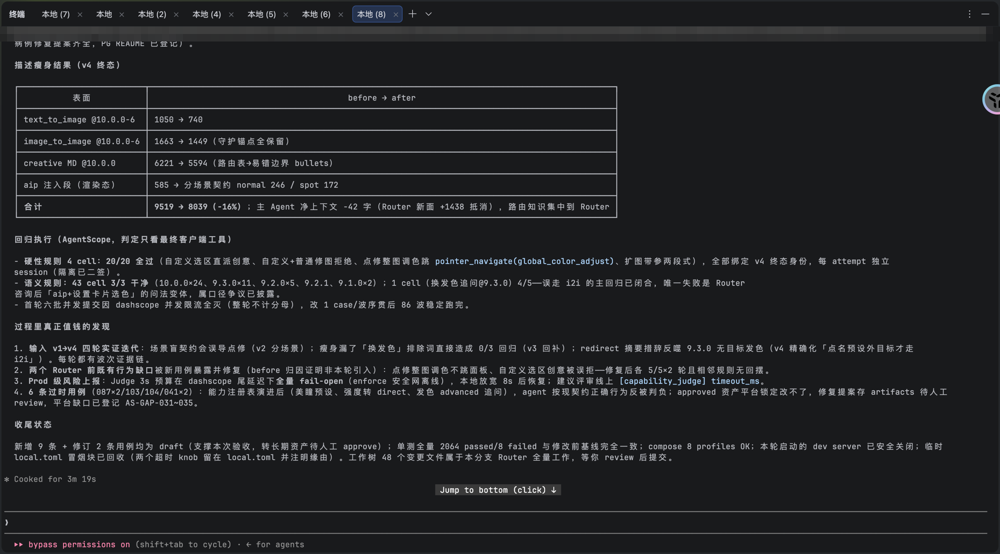 终端 本地 (7) × 本地 × 本地 (2) × 本地 (4) × 本地 (5) × 本地 (6) × 本地 (8) ×
病例修复提案齐全，PG README 已登记）。
描述瘦身结果（v4 终态）
表面 before → after
text_to_image @10.0.0-6 1050 → 740
image_to_image @10.0.0-6 1663 → 1449（守护锚点全保留）
creative MD @10.0.0 6221 → 5594（路由表→易错边界 bullets）
aip 注入段（渲染态） 585 → 分场景契约 normal 246 / spot 172
合计 9519 → 8039 (-16%) ；主 Agent 净上下文 -42 字（Router 新面 +1438 抵消），路由知识集中到 Router
回归执行（AgentScope，判定只看最终客户端工具）
- 硬性规则 4 cell：20/20 全过（自定义选区直派创意、自定义+普通修图拒绝、点修整图调色跳 pointer_navigate(global_color_adjust)、扩图带参两段式），全部绑定 v4 终态身份，每 attempt 独立
session（隔离已二签）。
- 语义规则：43 cell 3/3 干净（10.0.0×24、9.3.0×11、9.2.0×5、9.2.1、9.1.0×2）；1 cell（换发色追问@9.3.0）4/5——误走 i2i 的主回归已闭合，唯一失败是 Router
咨询后「aip+设置卡片选色」的问法变体，属口径争议已披露。
- 首轮六批并发提交因 dashscope 并发限流全灭（整轮不计分母），改 1 case/波序贯后 86 波稳定跑完。
过程里真正值钱的发现
1. 输入 v1→v4 四轮实证迭代：场景盲契约会误导点修（v2 分场景）；瘦身漏了「换发色」排除词直接造成 0/3 回归（v3 回补）；redirect 摘要措辞反噬 9.3.0 无目标发色（v4 精确化「点名预设外目标才走
i2i」）。每轮都有波次证据链。
2. 两个 Router 前既有行为缺口被新用例暴露并修复（before 归因证明非本轮引入）：点修整图调色不跳面板、自定义选区创意被误拒——修复后各 5/5×2 轮且相邻规则无回摆。
3. Prod 级风险上报：Judge 3s 预算在 dashscope 尾延迟下全量 fail-open（enforce 安全网离线），本地放宽 8s 后恢复；建议评审线上 [capability_judge] timeout_ms。
4. 6 条过时用例（087×2/103/104/041×2）：能力注册表演进后（美瞳预设、强度转 direct、发色 advanced 追问），agent 按现契约正确行为反被判负；approved 资产平台锁定改不了，修复提案存 artifacts 待人工
review，平台缺口已登记 AS-GAP-031~035。
收尾状态
新增 9 条 + 修订 2 条用例均为 draft（支撑本次验收，转长期资产待人工 approve）；单测全量 2064 passed/8 failed 与修改前基线完全一致；compose 8 profiles OK；本轮启动的 dev server 已安全关闭；临时
local.toml 冒烟块已回收（两个超时 knob 留在 local.toml 并注明缘由）。工作树 48 个变更文件属于本分支 Router 全量工作，等你 review 后提交。
✻ Cooked for 3m 19s
Jump to bottom (click) ↓
❯
⏵⏵ bypass permissions on (shift+tab to cycle) · ← for agents